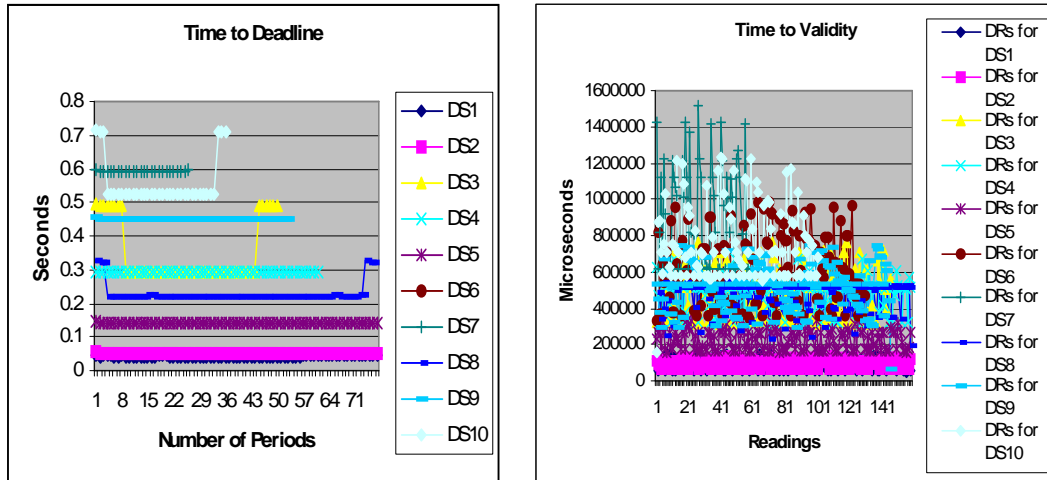 Time to Deadline
0.8
0.7
0.6
0.5
0.4
0.3
0.2
0.1
0
Seconds
1 8 15 22 29 36 43 50 57 64 71
Number of Periods
DS1
DS2
DS3
DS4
DS5
DS6
DS7
DS8
DS9
DS10
Time to Validity
1600000
1400000
1200000
1000000
800000
600000
400000
200000
0
Microseconds
1 21 41 61 81 101 121 141
Readings
DRs for
DS1
DRs for
DS2
DRs for
DS3
DRs for
DS4
DRs for
DS5
DRs for
DS6
DRs for
DS7
DRs for
DS8
DRs for
DS9
DRs for
DS10